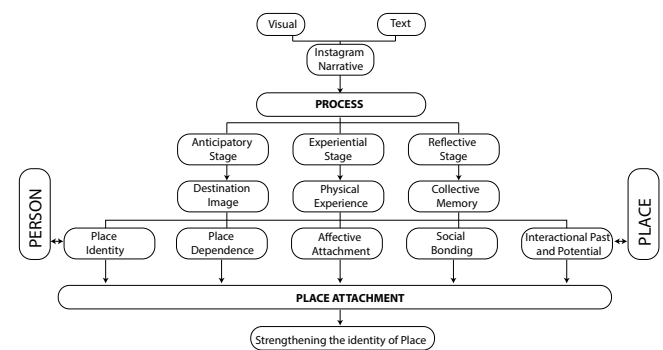 Visual
Text
Instagram
Narrative
PROCESS
Anticipatory
Stage
Experiential
Stage
Reflective
Stage
Destination
Image
Physical
Experience
Collective
Memory
PERSON
PLACE
Place
Identity
Place
Dependence
Affective
Attachment
Social
Bonding
Interactional Past
and Potential
PLACE ATTACHMENT
Strengthening the identity of Place